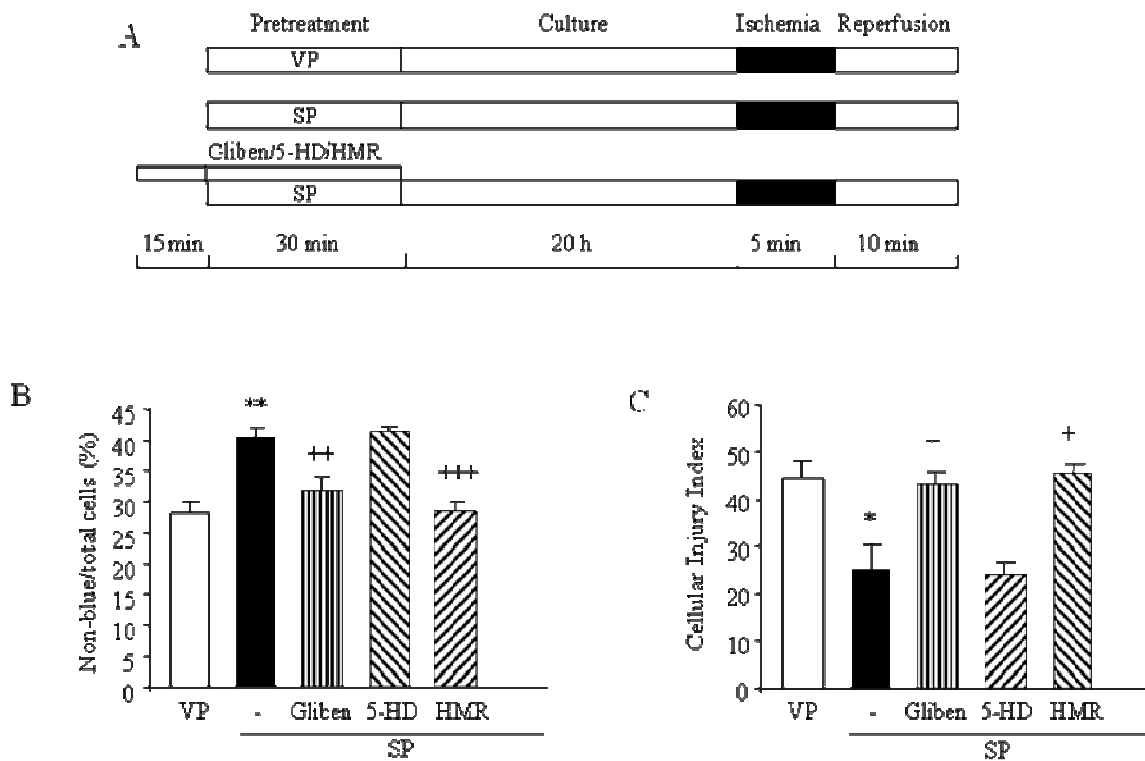 A
Pretreatment Culture Ischemia Reperfusion
VP
SP
Gliben/5-HD/HMR
SP
15 min 30 min 20 h 5 min 10 min
B
Non-blue/total cells (%)
45
40
35
30
25
20
15
10
5
0
**
++
+++
VP - Gliben 5-HD HMR
SP
C
Cellular Injury Index
60
50
40
30
20
10
0
*
–
+
VP - Gliben 5-HD HMR
SP